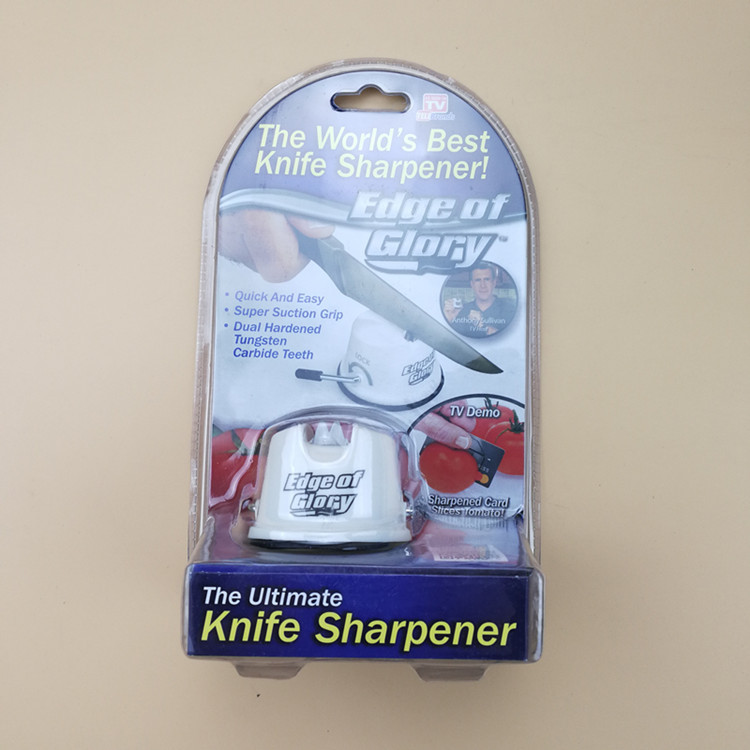 TV
The World's Best
Knife Sharpener!
Edge of
Glory™
• Quick And Easy
• Super Suction Grip
• Dual Hardened
Tungsten
Carbide Teeth
Anthony Sullivan
LOCK
Edge of
Glory
TV Demo
Sharpened Card
Slices Tomato!
Edge of
Glory
The Ultimate
Knife Sharpener